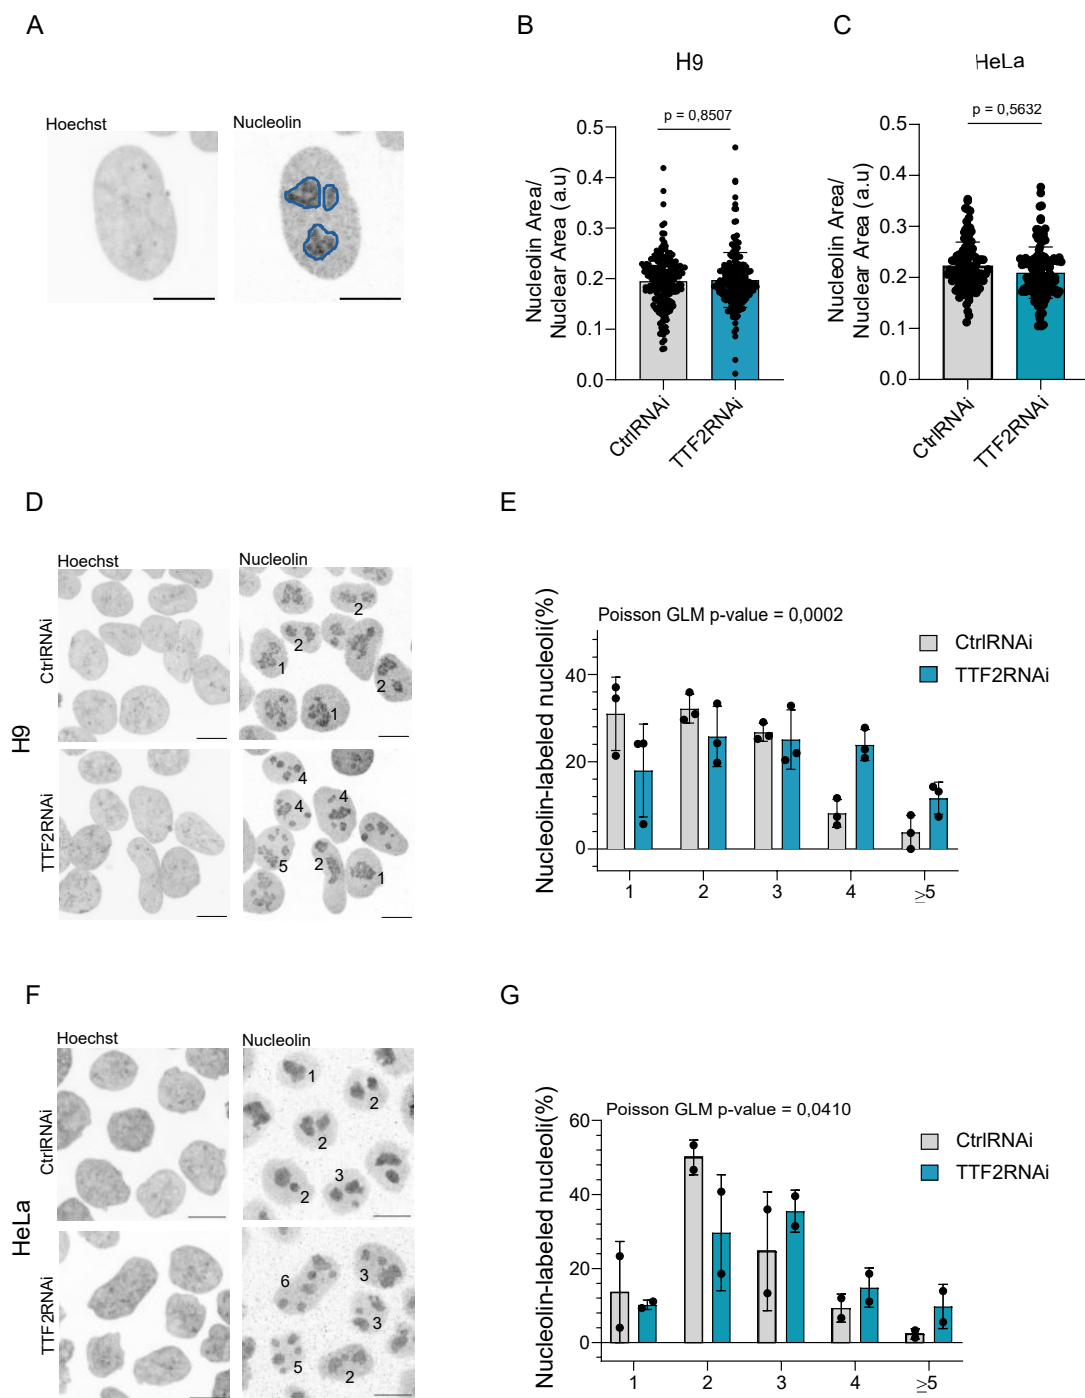 A
Hoechst
Nucleolin
B
H9
p = 0,8507
Nucleolin Area/
Nuclear Area (a.u)
0.5
0.4
0.3
0.2
0.1
0.0
CtrlRNAi
TTF2RNAi
C
HeLa
p = 0,5632
Nucleolin Area/
Nuclear Area (a.u)
0.5
0.4
0.3
0.2
0.1
0.0
CtrlRNAi
TTF2RNAi
D
Hoechst
Nucleolin
H9
CtrlRNAi
2
2
1
2
1
TTF2RNAi
4
4
4
5
2
1
E
Poisson GLM p-value = 0,0002
CtrlRNAi
TTF2RNAi
Nucleolin-labeled nucleoli(%)
40
20
0
1
2
3
4
≥5
F
Hoechst
Nucleolin
HeLa
CtrlRNAi
1
2
2
3
2
TTF2RNAi
6
3
3
5
2
G
Poisson GLM p-value = 0,0410
CtrlRNAi
TTF2RNAi
Nucleolin-labeled nucleoli(%)
60
40
20
0
1
2
3
4
≥5